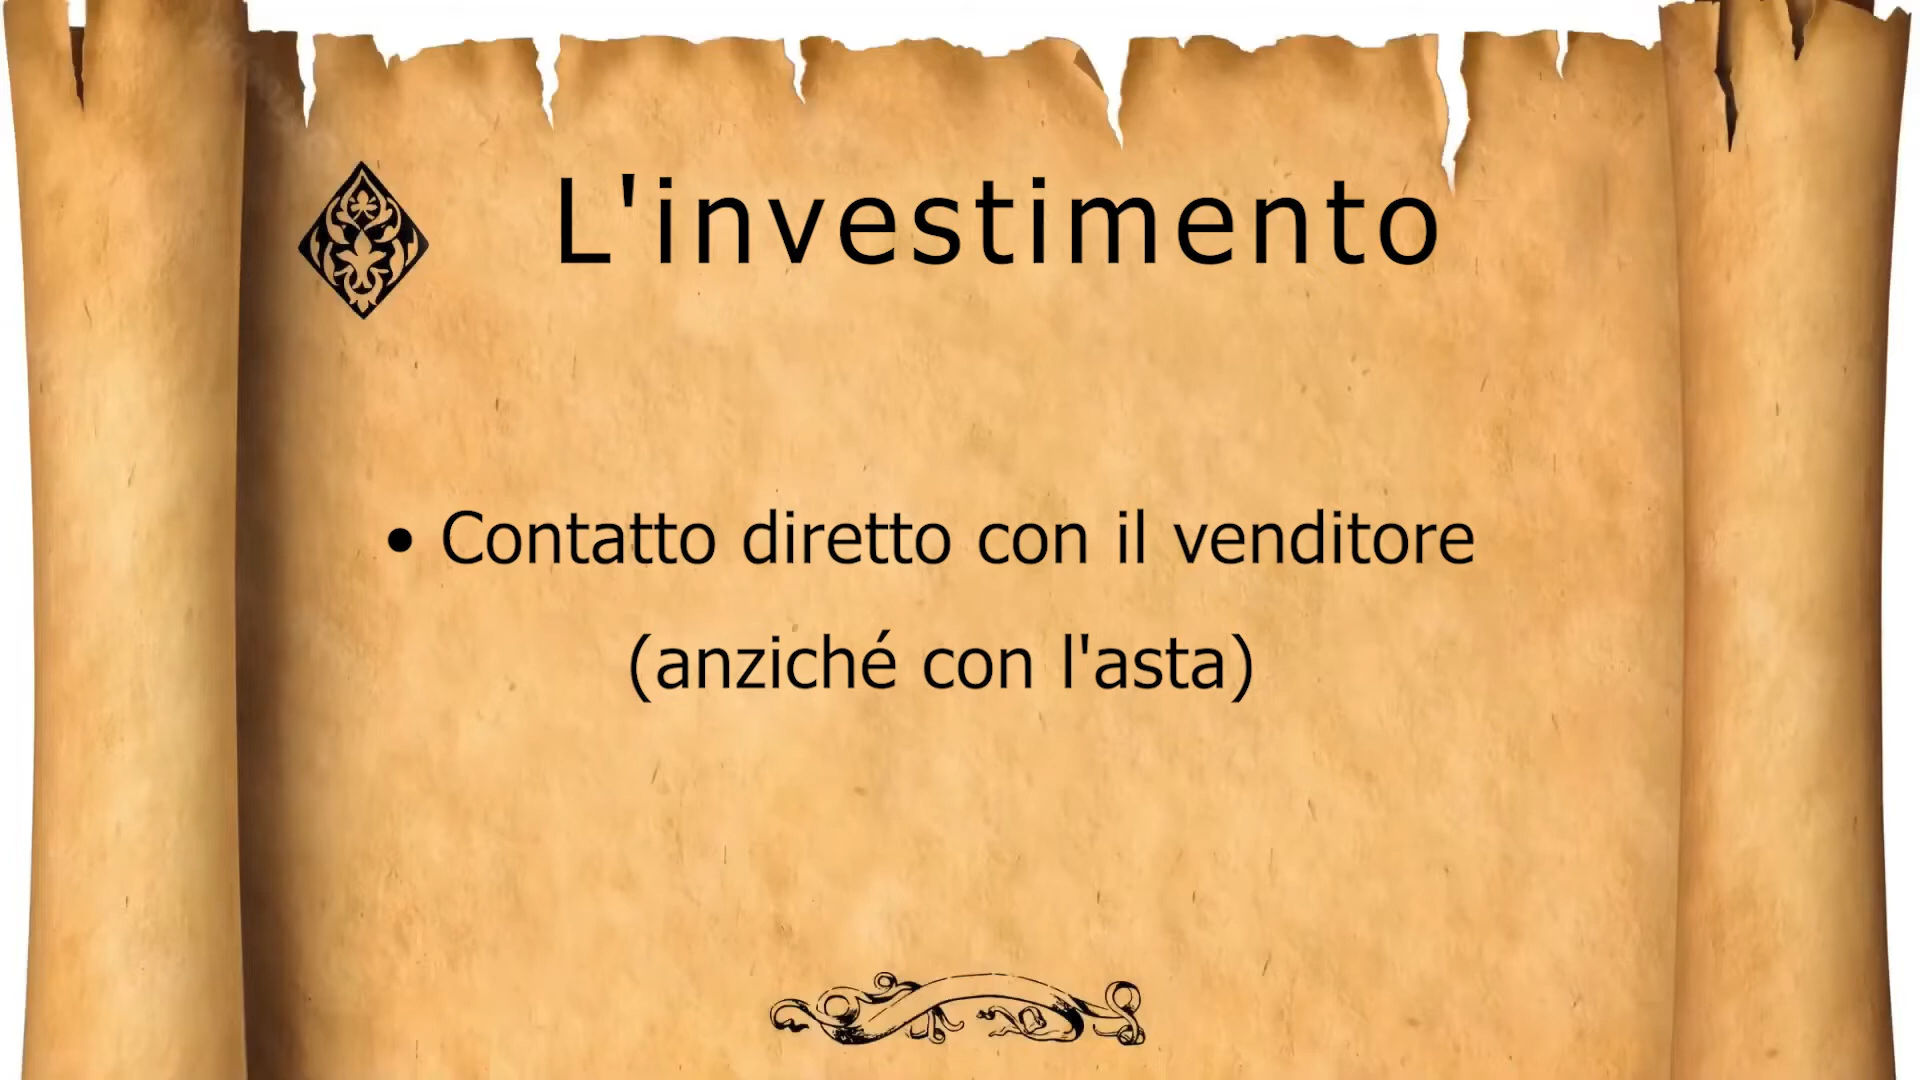 L'investimento
• Contatto diretto con il venditore
(anziché con l'asta)